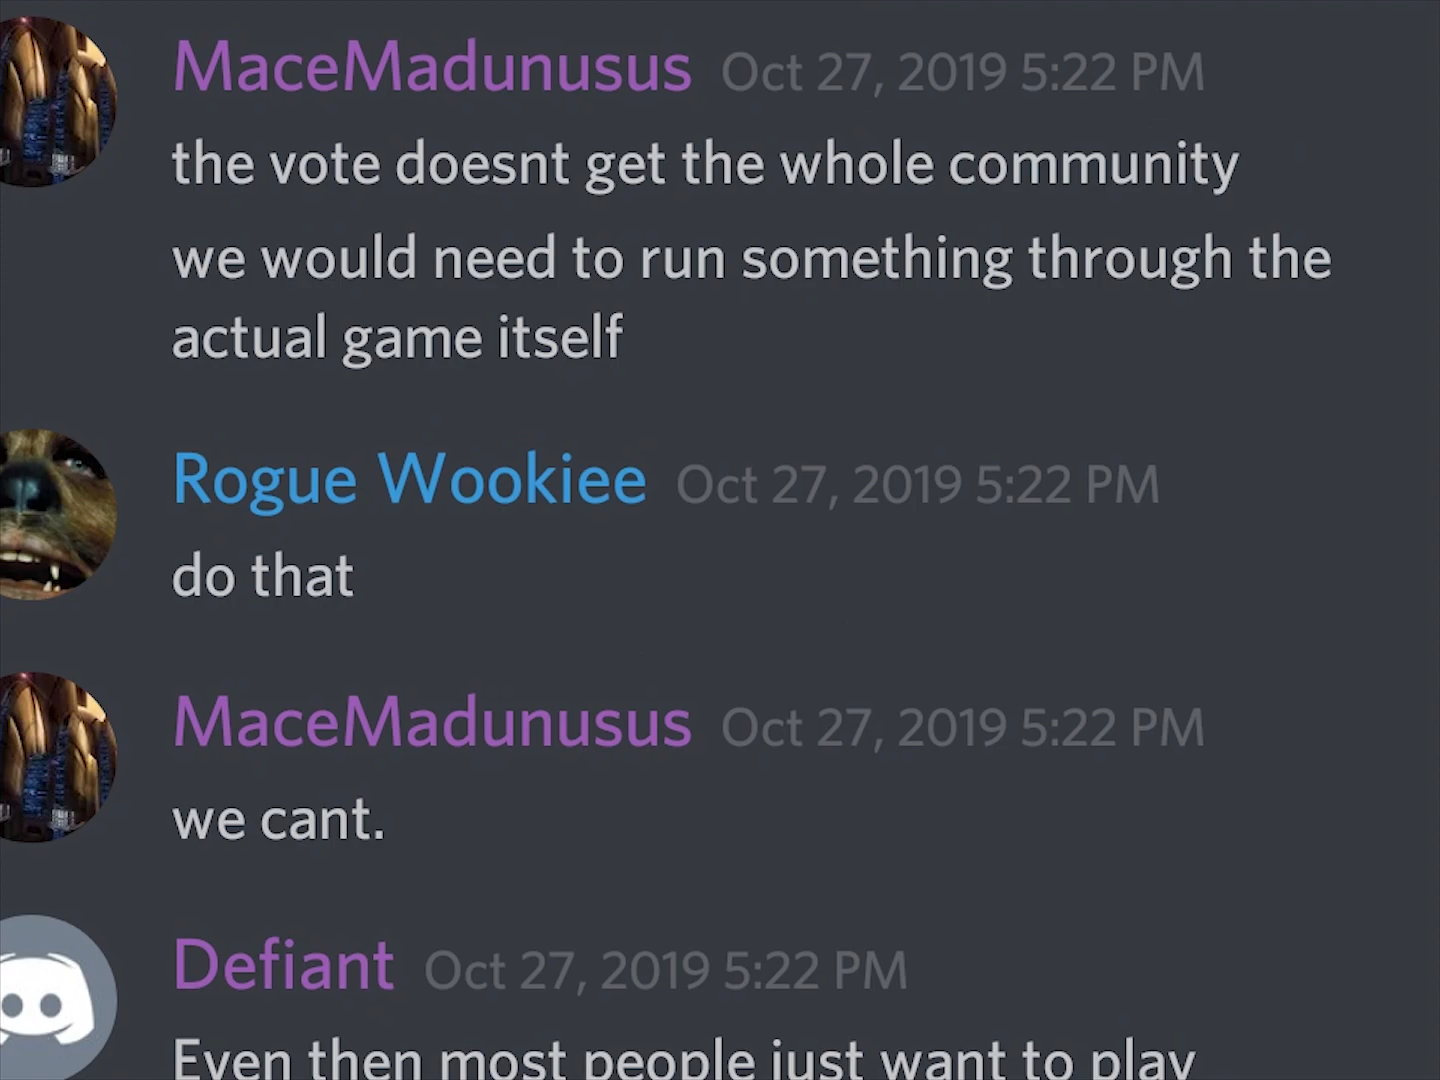 MaceMadunusus Oct 27, 2019 5:22 PM
the vote doesnt get the whole community
we would need to run something through the
actual game itself
Rogue Wookiee Oct 27, 2019 5:22 PM
do that
MaceMadunusus Oct 27, 2019 5:22 PM
we cant.
Defiant Oct 27, 2019 5:22 PM
Even then most people just want to play